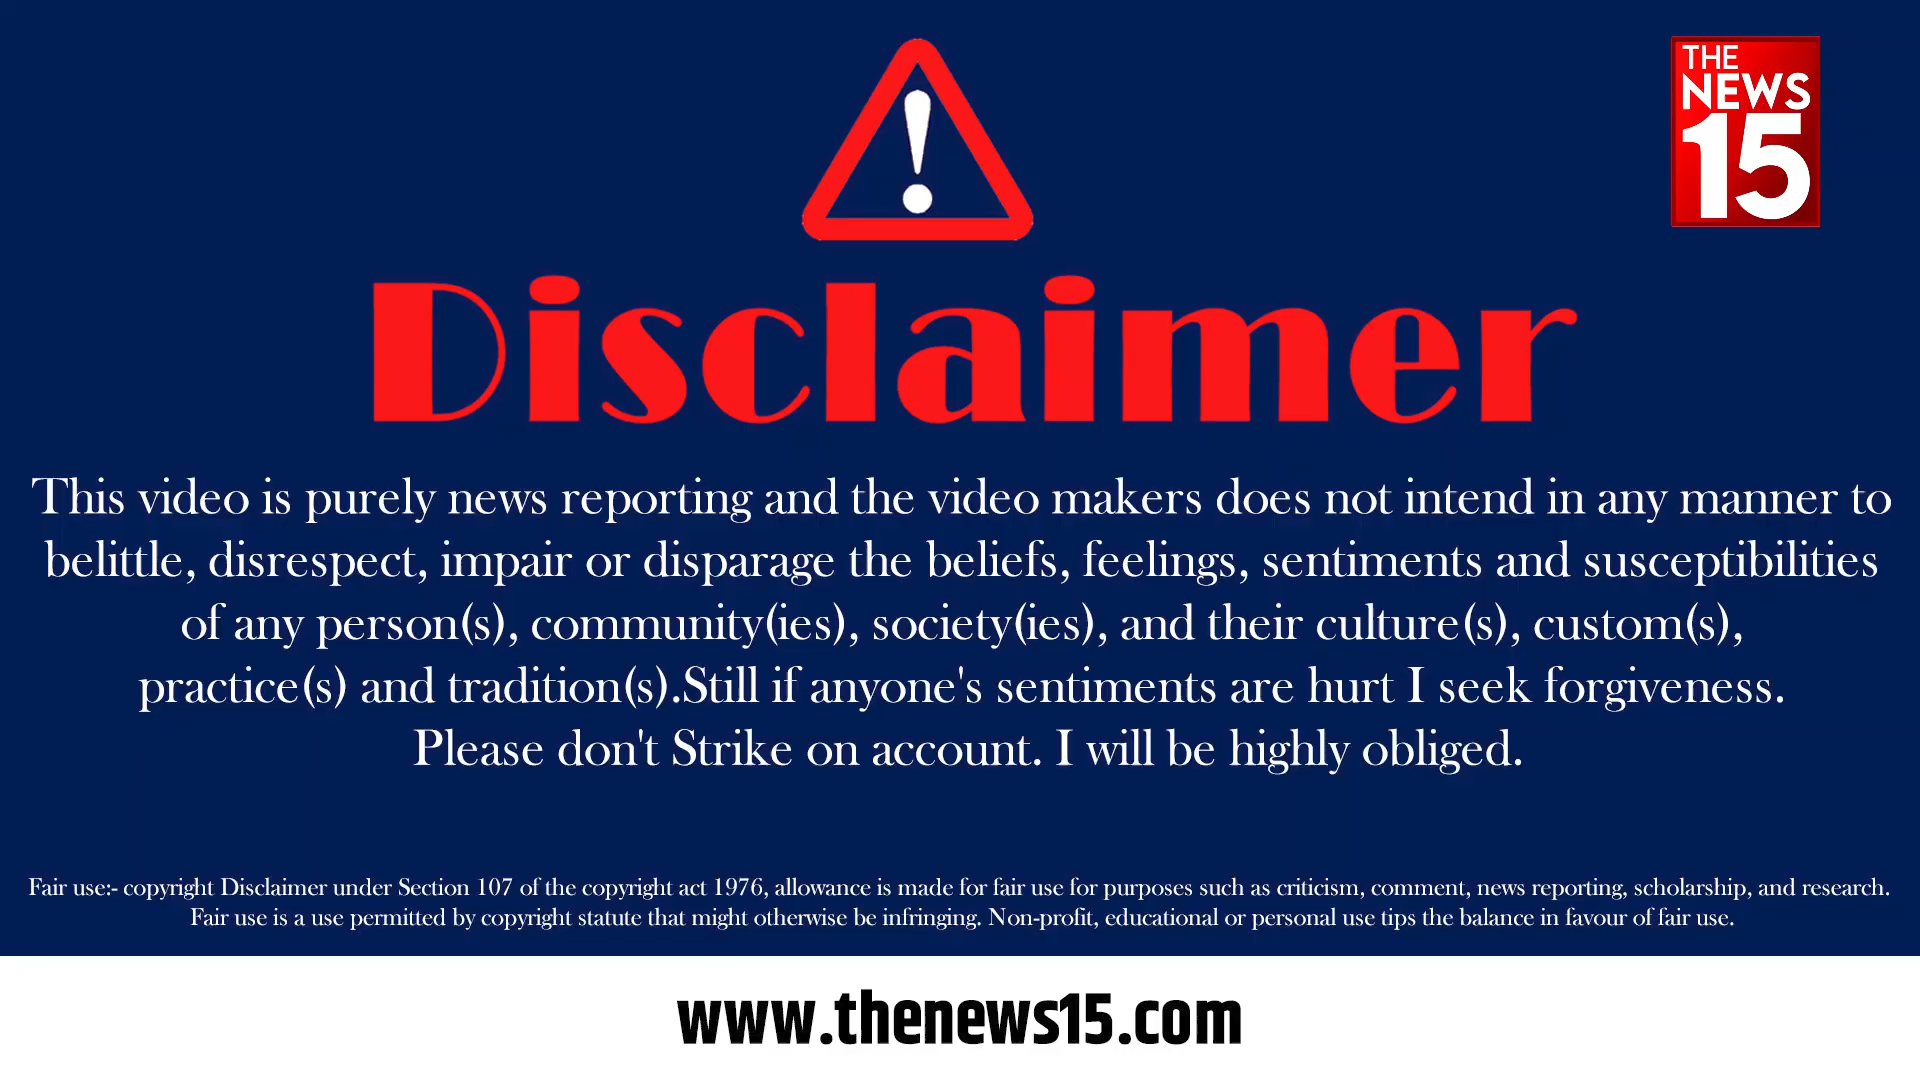 THE
NEWS
15
Disclaimer
This video is purely news reporting and the video makers does not intend in any manner to
belittle, disrespect, impair or disparage the beliefs, feelings, sentiments and susceptibilities
of any person(s), community(ies), society(ies), and their culture(s), custom(s),
practice(s) and tradition(s).Still if anyone's sentiments are hurt I seek forgiveness.
Please don't Strike on account. I will be highly obliged.
Fair use:- copyright Disclaimer under Section 107 of the copyright act 1976, allowance is made for fair use for purposes such as criticism, comment, news reporting, scholarship, and research.
Fair use is a use permitted by copyright statute that might otherwise be infringing. Non-profit, educational or personal use tips the balance in favour of fair use.
www.thenews15.com